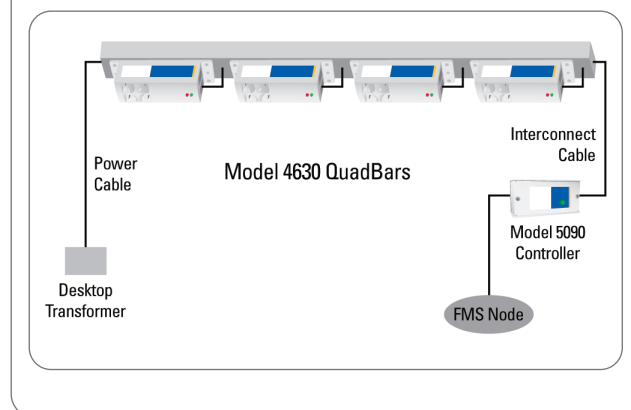 Interconnect
Cable
Power
Cable
Model 4630 QuadBars
Model 5090
Controller
Desktop
Transformer
FMS Node